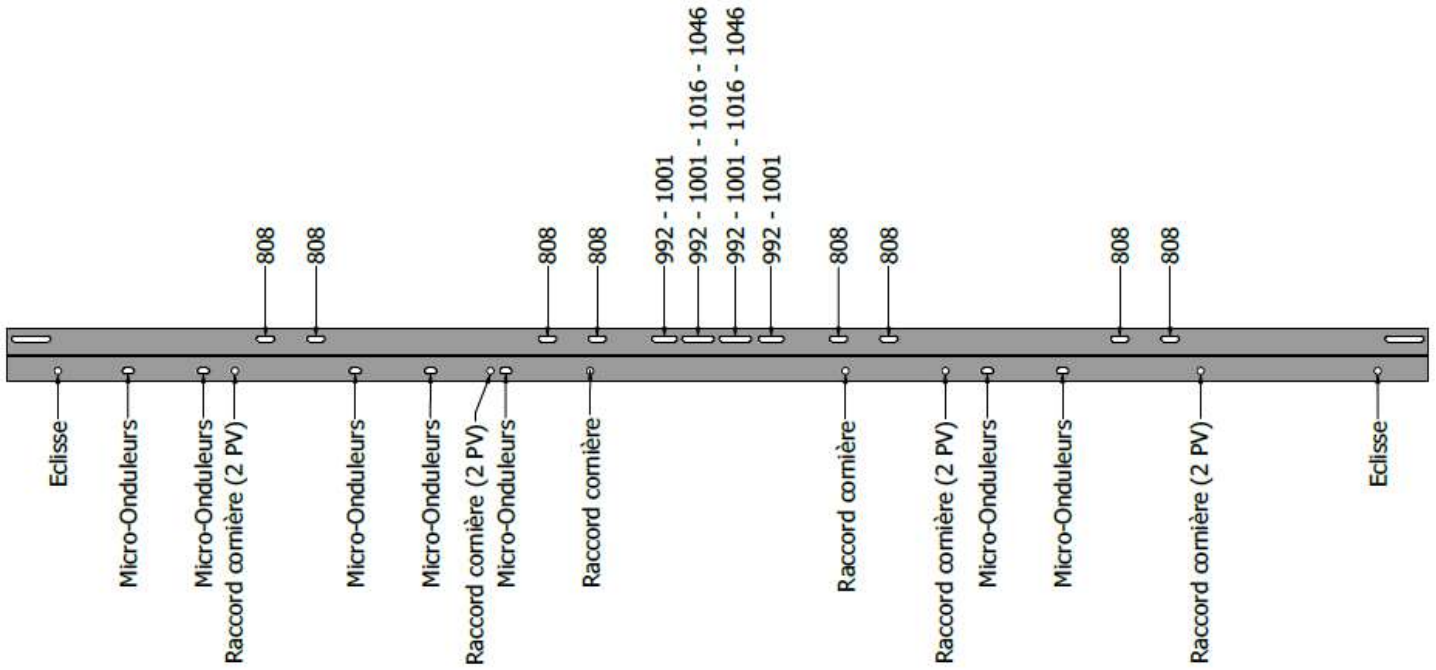 808
808
808
808
992 - 1001
992 - 1001 - 1016 - 1046
992 - 1001 - 1016 - 1046
992 - 1001
808
808
808
808
Eclisse
Micro-Onduleurs
Micro-Onduleurs
Raccord cornière (2 PV)
Micro-Onduleurs
Micro-Onduleurs
Raccord cornière (2 PV)
Micro-Onduleurs
Raccord cornière
Raccord cornière
Raccord cornière (2 PV)
Micro-Onduleurs
Micro-Onduleurs
Raccord cornière (2 PV)
Eclisse